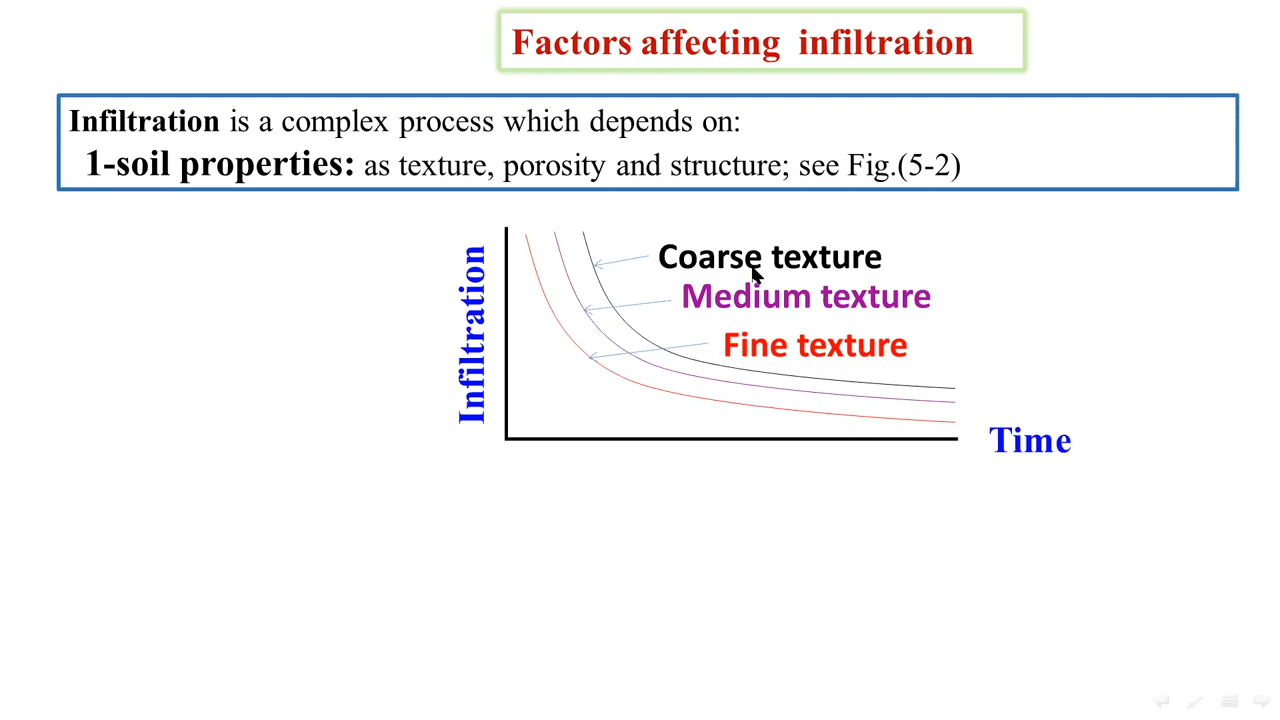 Factors affecting infiltration
Infiltration is a complex process which depends on:
1-soil properties: as texture, porosity and structure; see Fig.(5-2)
Infiltration
Coarse texture
Medium texture
Fine texture
Time